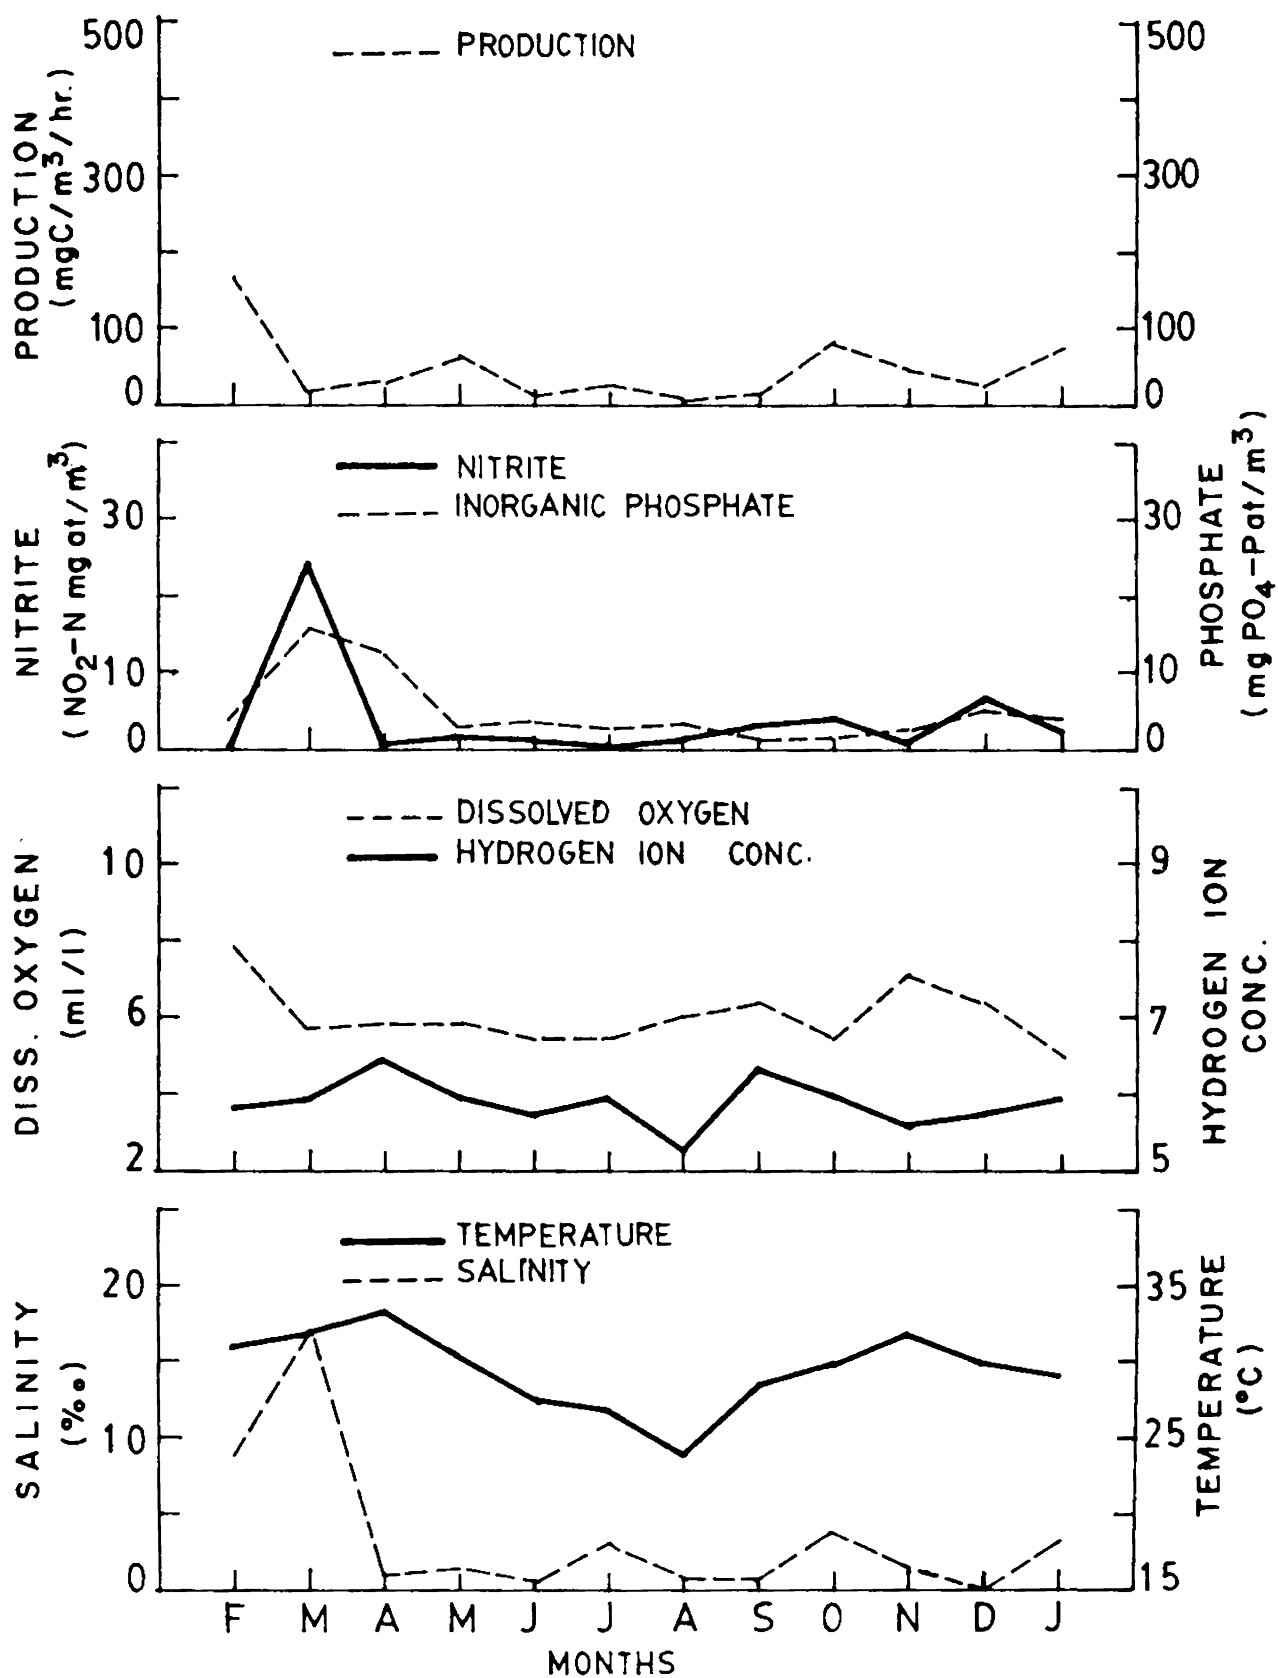 500
500
PRODUCTION
PRODUCTION
(mgC/m³/hr.)
300
300
100
100
0
0
NITRITE
INORGANIC PHOSPHATE
NITRITE
(NO₂-N mg at/m³)
PHOSPHATE
(mg PO₄-Pat/m³)
30
30
10
10
0
0
DISSOLVED OXYGEN
HYDROGEN ION CONC.
DISS. OXYGEN
(ml/l)
HYDROGEN ION
CONC.
10
9
6
7
2
5
TEMPERATURE
SALINITY
SALINITY
(‰)
TEMPERATURE
(°C)
20
35
10
25
0
15
F M A M J J A S O N D J
MONTHS